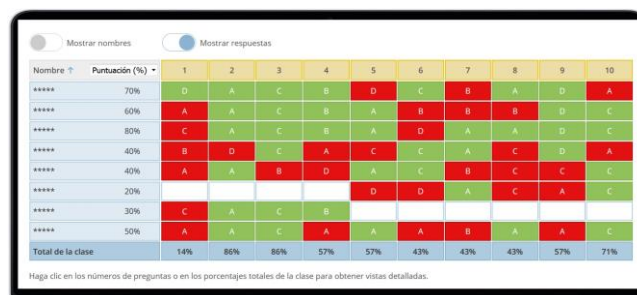 Mostrar nombres Mostrar respuestas
Nombre ↑ Puntuación (%) 1 2 3 4 5 6 7 8 9 10
***** 70% D A C B D C B A D A
***** 60% A A C B A B B B D C
***** 80% C A C B A D A A D C
***** 40% B D C A C C A C D A
***** 40% A A B D A C B C C C
***** 20% D D A C A C
***** 30% C A C B
***** 50% A A C A A A B A A C
Total de la clase 14% 86% 86% 57% 57% 43% 43% 43% 57% 71%
Haga clic en los números de preguntas o en los porcentajes totales de la clase para obtener vistas detalladas.